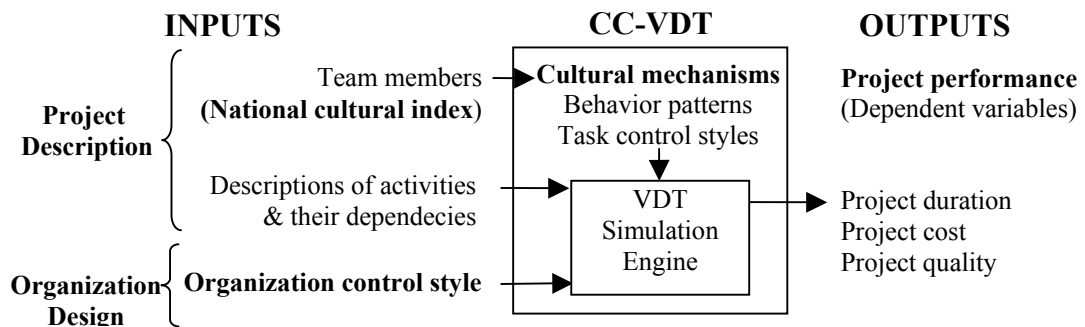 INPUTS
CC-VDT
OUTPUTS
Project
Description
Team members
(National cultural index)
Descriptions of activities
& their dependecies
Organization
Design
Organization control style
Cultural mechanisms
Behavior patterns
Task control styles
VDT
Simulation
Engine
Project performance
(Dependent variables)
Project duration
Project cost
Project quality